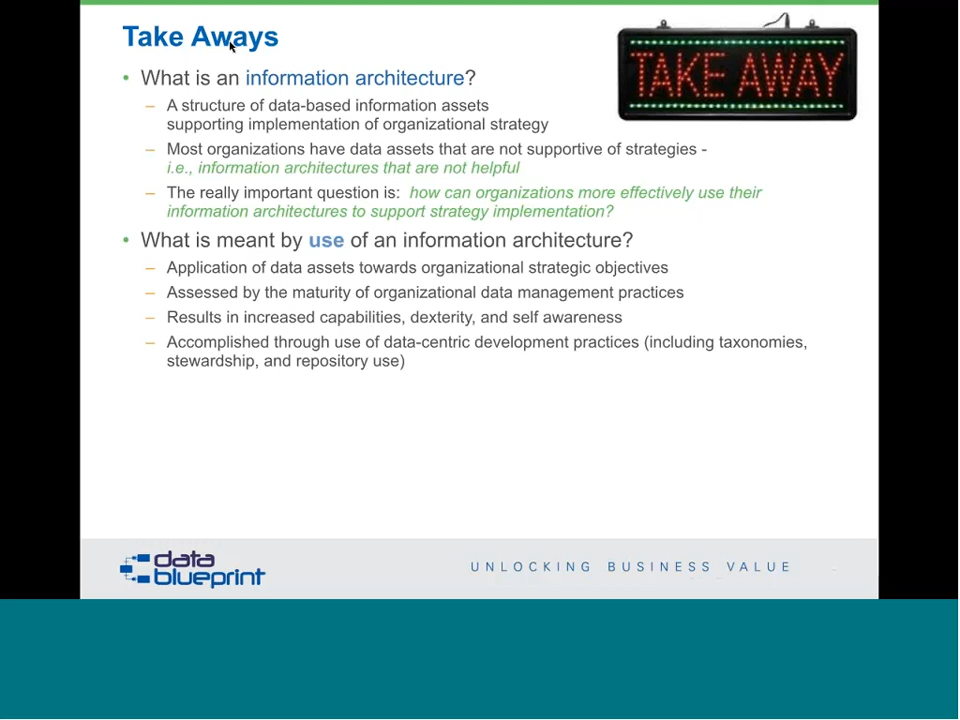 Take Aways
TAKE AWAY
• What is an information architecture?
– A structure of data-based information assets
supporting implementation of organizational strategy
– Most organizations have data assets that are not supportive of strategies -
i.e., information architectures that are not helpful
– The really important question is: how can organizations more effectively use their
information architectures to support strategy implementation?
• What is meant by use of an information architecture?
– Application of data assets towards organizational strategic objectives
– Assessed by the maturity of organizational data management practices
– Results in increased capabilities, dexterity, and self awareness
– Accomplished through use of data-centric development practices (including taxonomies,
stewardship, and repository use)
data
blueprint
UNLOCKING BUSINESS VALUE